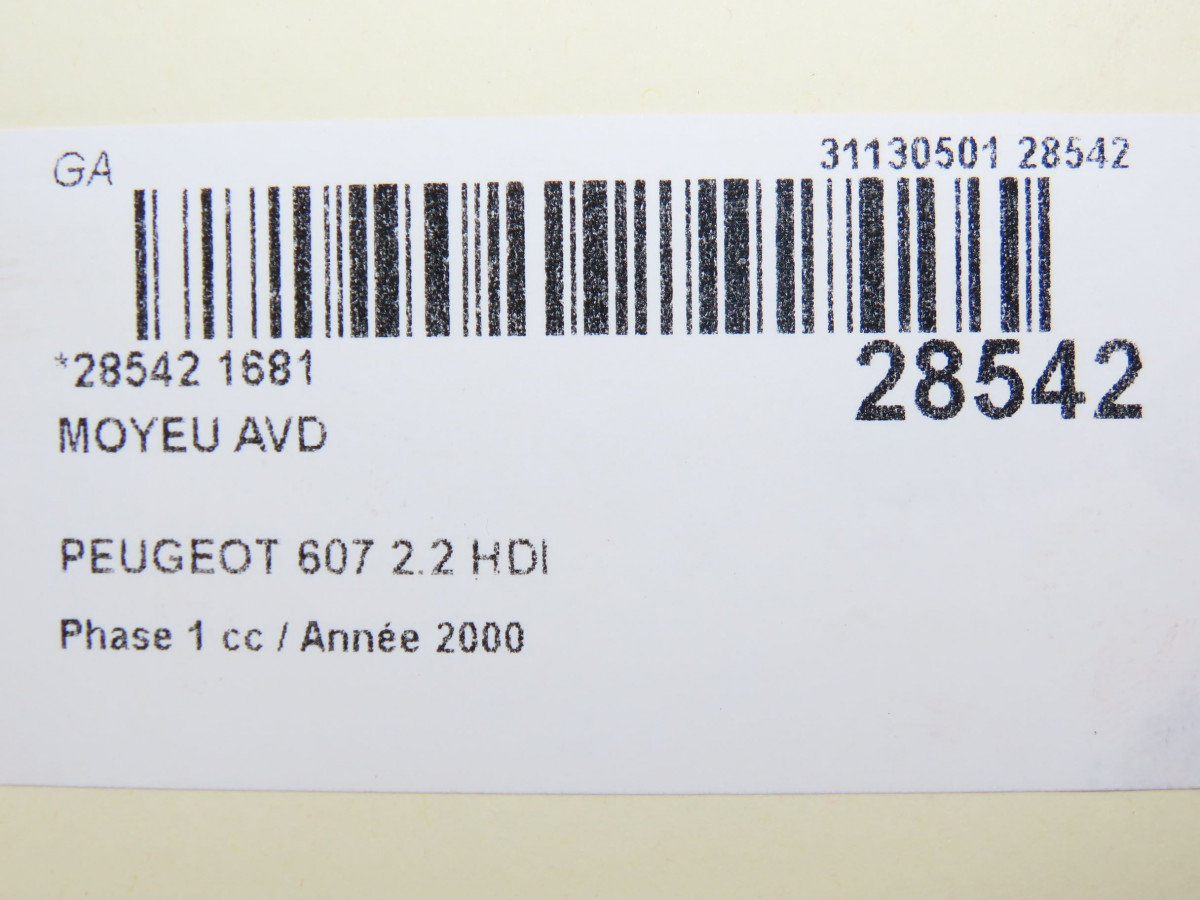 GA
31130501 28542
*28542 1681
28542
MOYEU AVD
PEUGEOT 607 2.2 HDI
Phase 1 cc / Année 2000